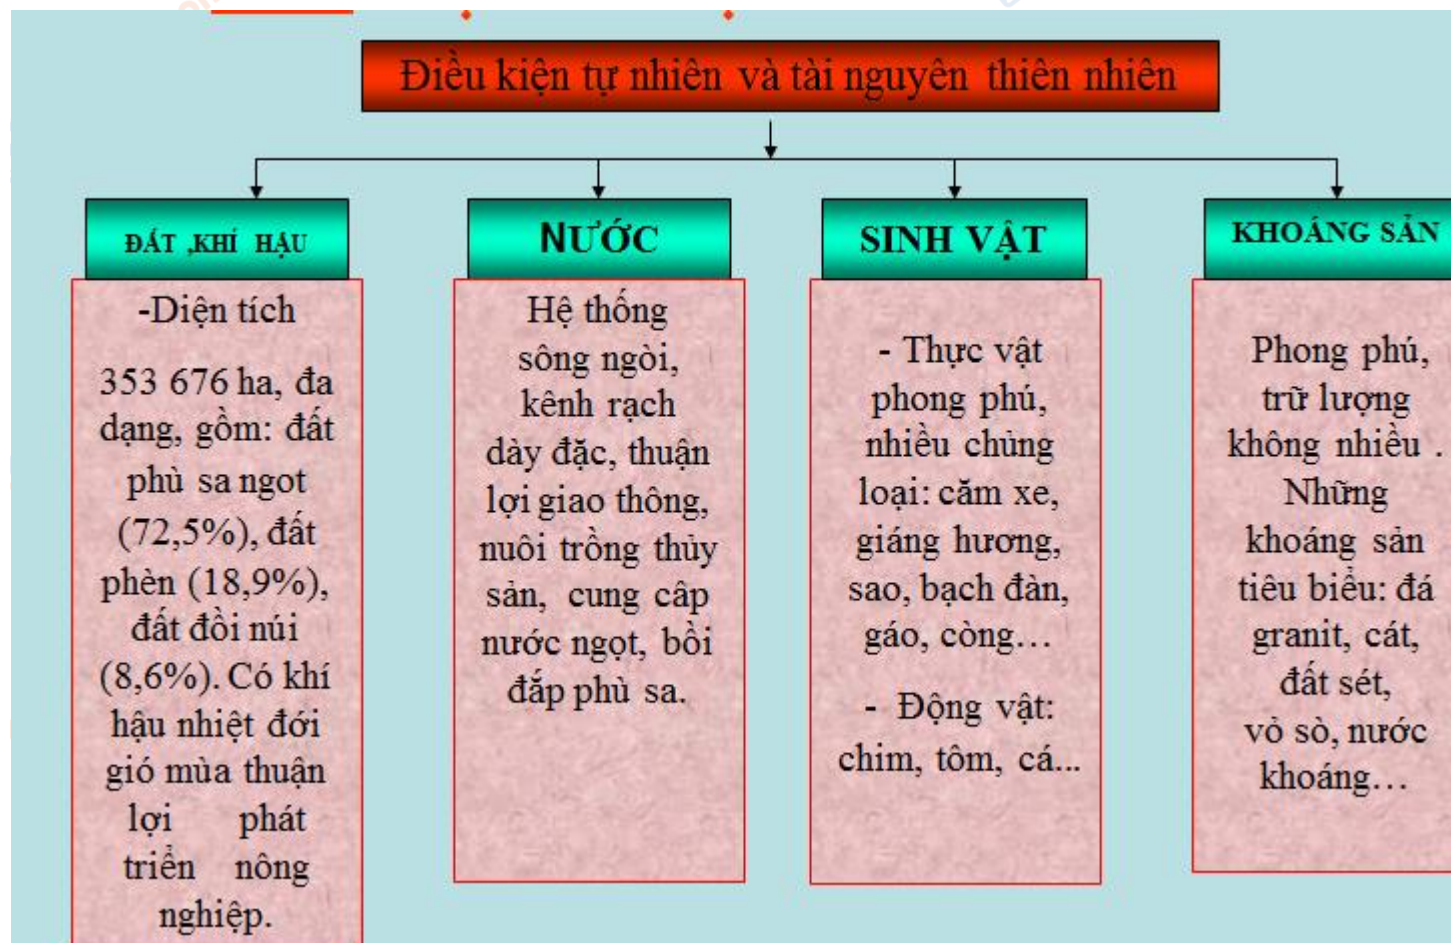 Điều kiện tự nhiên và tài nguyên thiên nhiên
ĐẤT ,KHÍ HẬU
-Diện tích
353 676 ha, đa
dạng, gồm: đất
phù sa ngot
(72,5%), đất
phèn (18,9%),
đất đồi núi
(8,6%). Có khí
hậu nhiệt đới
gió mùa thuận
lợi phát
triển nông
nghiệp.
NƯỚC
Hệ thống
sông ngòi,
kênh rạch
dày đặc, thuận
lợi giao thông,
nuôi trồng thủy
sản, cung câp
nước ngọt, bồi
đắp phù sa.
SINH VẬT
- Thực vật
phong phú,
nhiều chủng
loại: căm xe,
giáng hương,
sao, bạch đàn,
gáo, còng...
- Động vật:
chim, tôm, cá...
KHOÁNG SẢN
Phong phú,
trữ lượng
không nhiều .
Những
khoáng sản
tiêu biểu: đá
granit, cát,
đất sét,
vỏ sò, nước
khoáng...